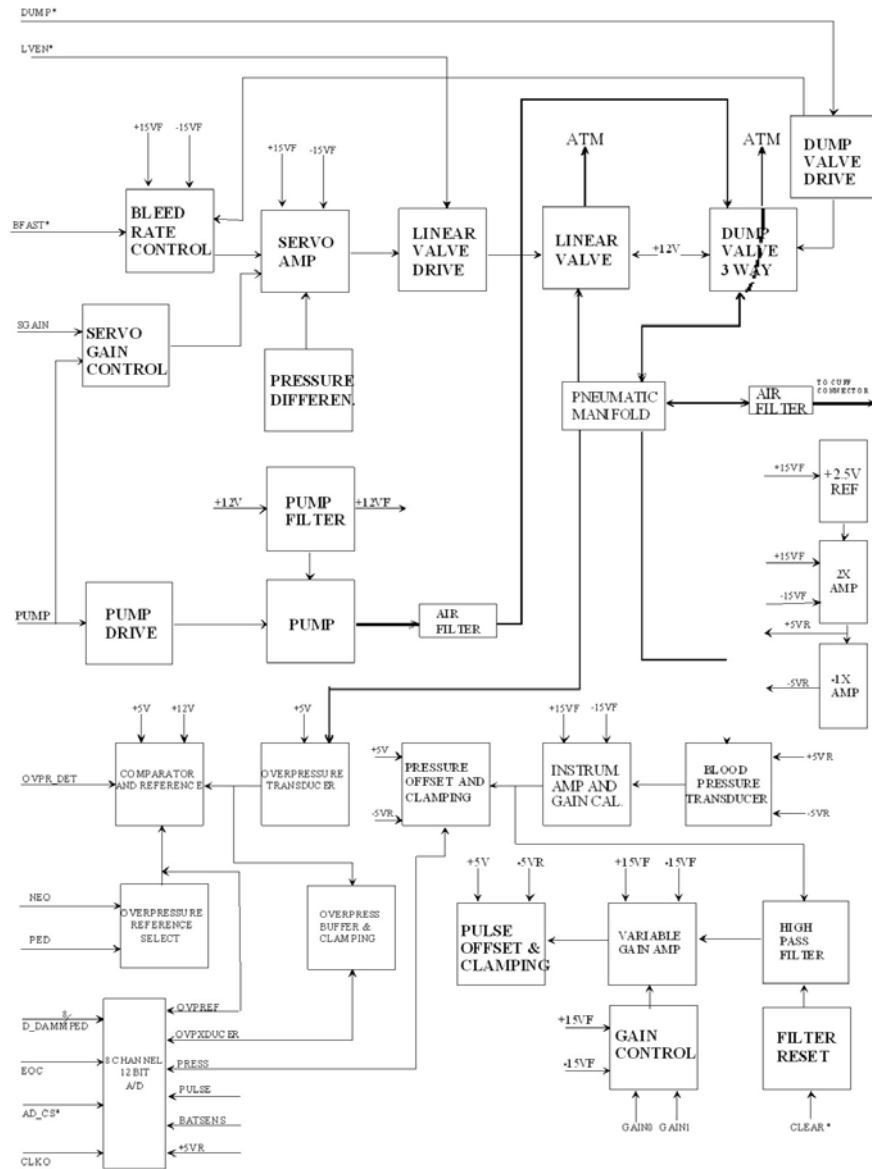 DUMP*
LVEN*
+15VF
-15VF
+15VF
-15VF
ATM
ATM
DUMP
VALVE
DRIVE
BFAST*
BLEED
RATE
CONTROL
SERVO
AMP
LINEAR
VALVE
DRIVE
LINEAR
VALVE
+12V
DUMP
VALVE
3 WAY
SGAIN
SERVO
GAIN
CONTROL
PRESSURE
DIFFEREN.
PNEUMATIC
MANIFOLD
AIR
FILTER
TO CUFF
CONNECTOR
+12V
PUMP
FILTER
+12VF
+15VF
+2.5V
REF
+15VF
-15VF
2X
AMP
PUMP
PUMP
DRIVE
PUMP
AIR
FILTER
+5VR
-5VR
-1X
AMP
+5V
+12V
+5V
+15VF
-15VF
OVPR_DET
COMPARATOR
AND REFERENCE
OVERPRESSURE
TRANSDUCER
+5V
-5VR
PRESSURE
OFFSET AND
CLAMPING
INSTRUM.
AMP AND
GAIN CAL.
BLOOD
PRESSURE
TRANSDUCER
+5VR
-5VR
NEO
PED
OVERPRESSURE
REFERENCE
SELECT
OVERPRESS
BUFFER &
CLAMPING
+5V
-5VR
PULSE
OFFSET &
CLAMPING
+15VF
-15VF
VARIABLE
GAIN AMP
HIGH
PASS
FILTER
8
D_DAMMPED
EOC
AD_CS*
CLKO
8 CHANNEL
12 BIT
A/D
OVPREF
OVPXDUCER
PRESS
PULSE
BATSENS
+5VR
+15VF
-15VF
GAIN
CONTROL
FILTER
RESET
GAIN0
GAIN1
CLEAR*